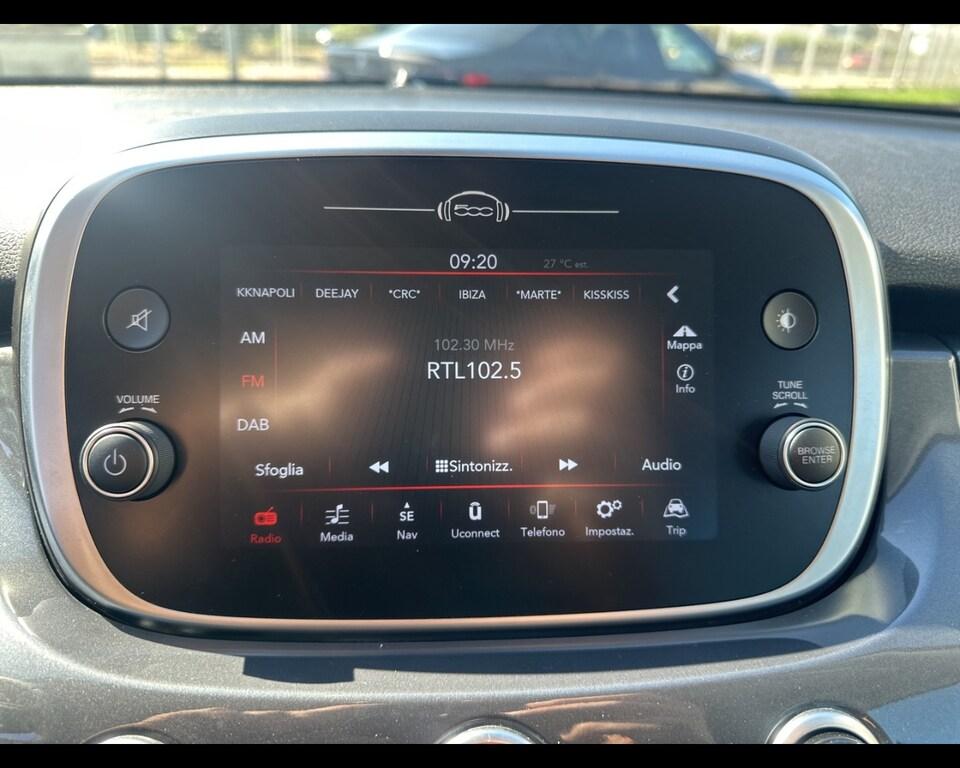 500
09:20 27 °C est.
KKNAPOLI DEEJAY *CRC* IBIZA *MARTE* KISSKISS
AM
FM
DAB
102.30 MHz
RTL102.5
Mappa
Info
Sfoglia Sintonizz. Audio
Radio
Media
SE
Nav
Uconnect
Telefono
Impostaz.
Trip
VOLUME
TUNE
SCROLL
BROWSE
ENTER